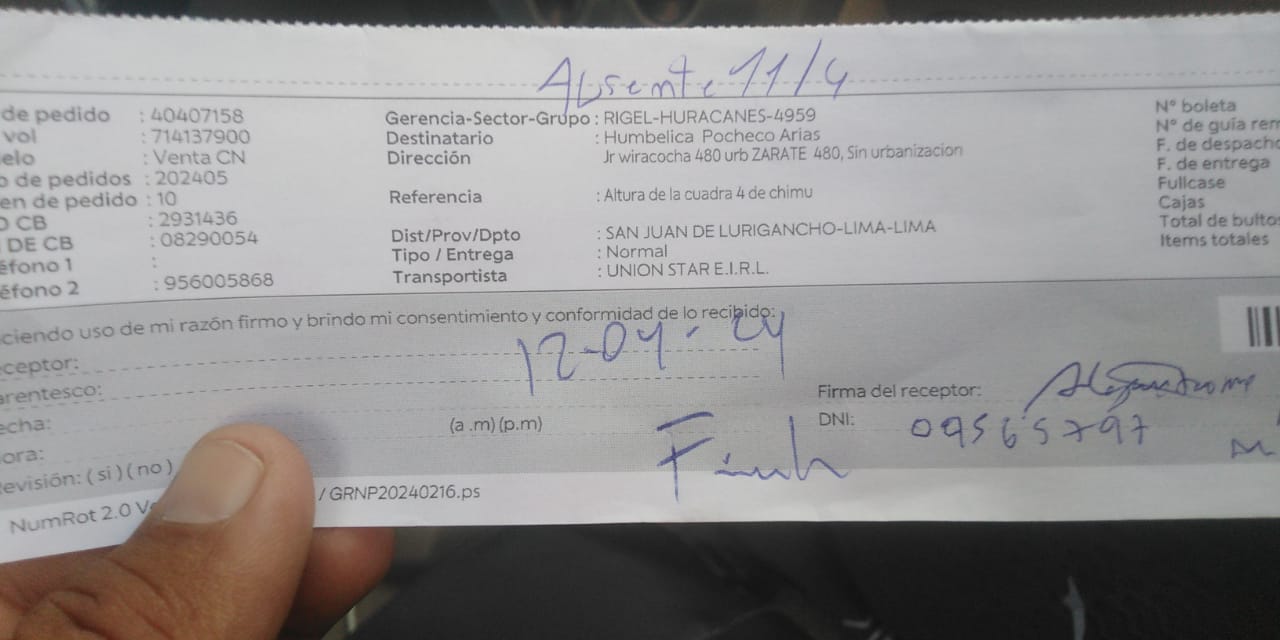 Ausente 11/4
de pedido : 40407158
vol : 714137900
elo : Venta CN
o de pedidos : 202405
en de pedido : 10
O CB : 2931436
DE CB : 08290054
éfono 1 :
éfono 2 : 956005868
Gerencia-Sector-Grupo : RIGEL-HURACANES-4959
Destinatario : Humbelica Pocheco Arias
Dirección Jr wiracocha 480 urb ZARATE 480, Sin urbanizacion
Referencia : Altura de la cuadra 4 de chimu
Dist/Prov/Dpto : SAN JUAN DE LURIGANCHO-LIMA-LIMA
Tipo / Entrega : Normal
Transportista : UNION STAR E.I.R.L.
N° boleta
N° de guía rem
F. de despacho
F. de entrega
Fullcase
Cajas
Total de bultos
Items totales
ciendo uso de mi razón firmo y brindo mi consentimiento y conformidad de lo recibido:
12-04-24
ceptor:
arentesco:
echa:
(a .m) (p.m)
ora:
evisión: ( si ) ( no )
Firma del receptor:
DNI: 09565797
NumRot 2.0 V
/ GRNP20240216.ps